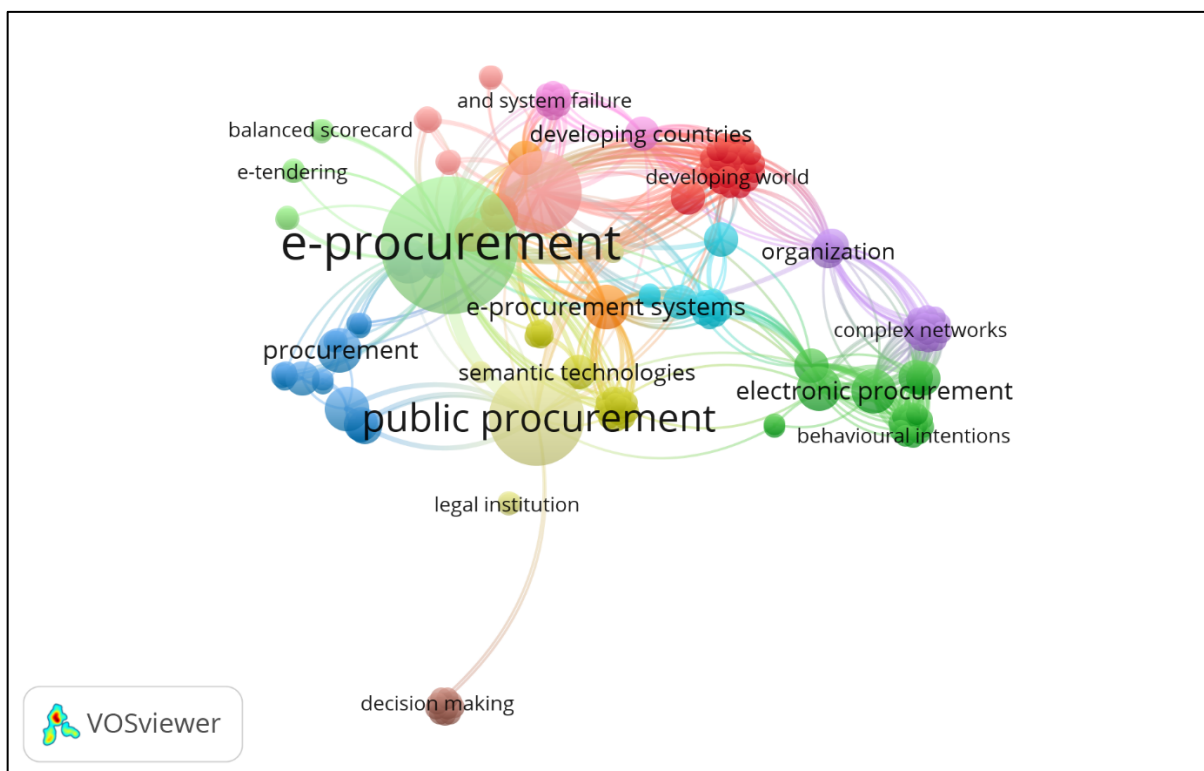 and system failure
balanced scorecard
developing countries
e-tendering
developing world
e-procurement
organization
e-procurement systems
complex networks
procurement
semantic technologies
electronic procurement
public procurement
behavioural intentions
legal institution
decision making
VOSviewer